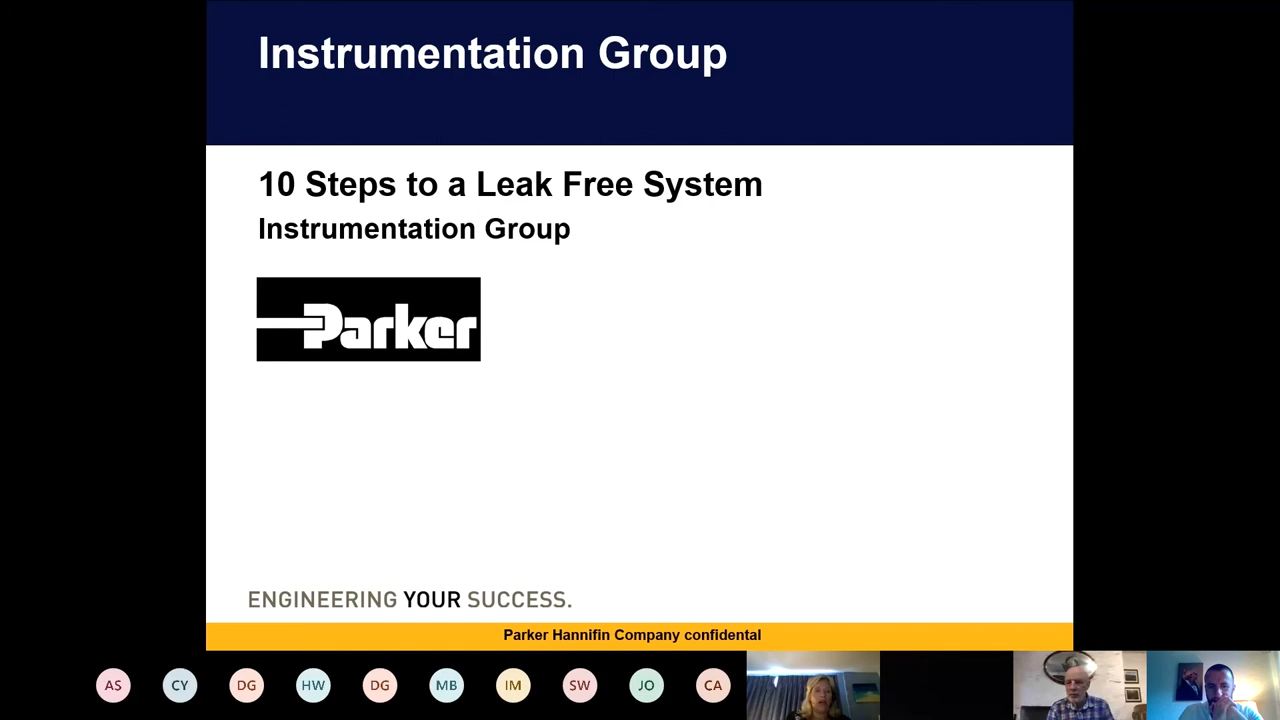 Instrumentation Group
10 Steps to a Leak Free System
Instrumentation Group
Parker
ENGINEERING YOUR SUCCESS.
Parker Hannifin Company confidental
AS CY DG HW DG MB IM SW JO CA